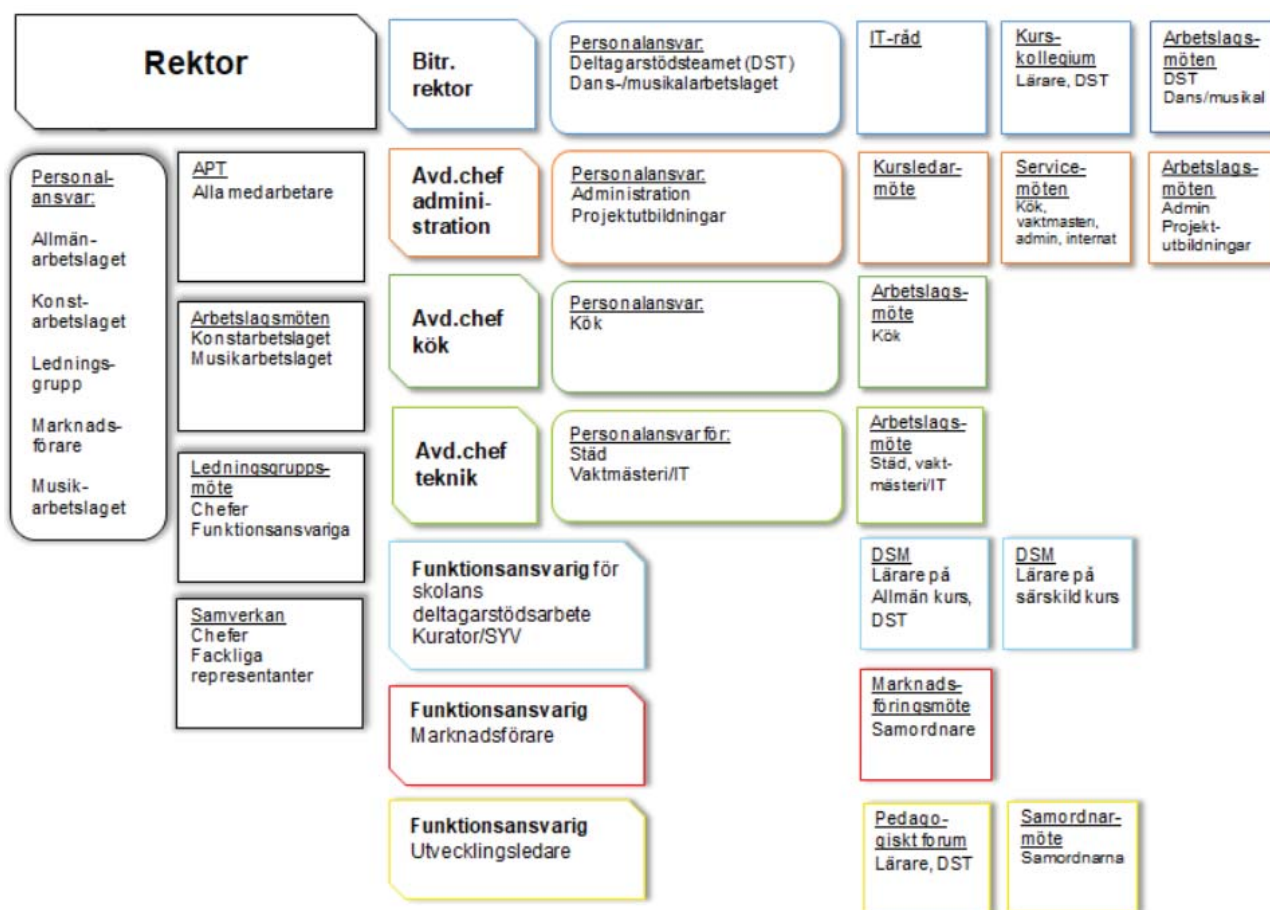 Rektor
Personal-
ansvar:
Allmän-
arbetslaget
Konst-
arbetslaget
Lednings-
grupp
Marknads-
förare
Musik-
arbetslaget
APT
Alla medarbetare
Arbetslagsmöten
Konstarbetslaget
Musikarbetslaget
Ledningsgrupps-
möte
Chefer
Funktionsansvariga
Samverkan
Chefer
Fackliga
representanter
Bitr.
rektor
Personalansvar:
Deltagarstödsteamet (DST)
Dans-/musikalarbetslaget
IT-råd
Kurs-
kollegium
Lärare, DST
Arbetslags-
möten
DST
Dans/musikal
Avd.chef
admini-
stration
Personalansvar:
Administration
Projektutbildningar
Kursledar-
möte
Service-
möten
Kök,
vaktmästeri,
admin, internat
Arbetslags-
möten
Admin
Projekt-
utbildningar
Avd.chef
kök
Personalansvar:
Kök
Arbetslags-
möte
Kök
Avd.chef
teknik
Personalansvar för:
Städ
Vaktmästeri/IT
Arbetslags-
möte
Städ, vakt-
mästeri/IT
Funktionsansvarig för
skolans
deltagarstödsarbete
Kurator/SYV
DSM
Lärare på
Allmän kurs,
DST
DSM
Lärare på
särskild kurs
Funktionsansvarig
Marknadsförare
Marknads-
föringsmöte
Samordnare
Funktionsansvarig
Utvecklingsledare
Pedago-
giskt forum
Lärare, DST
Samordnar-
möte
Samordnarna